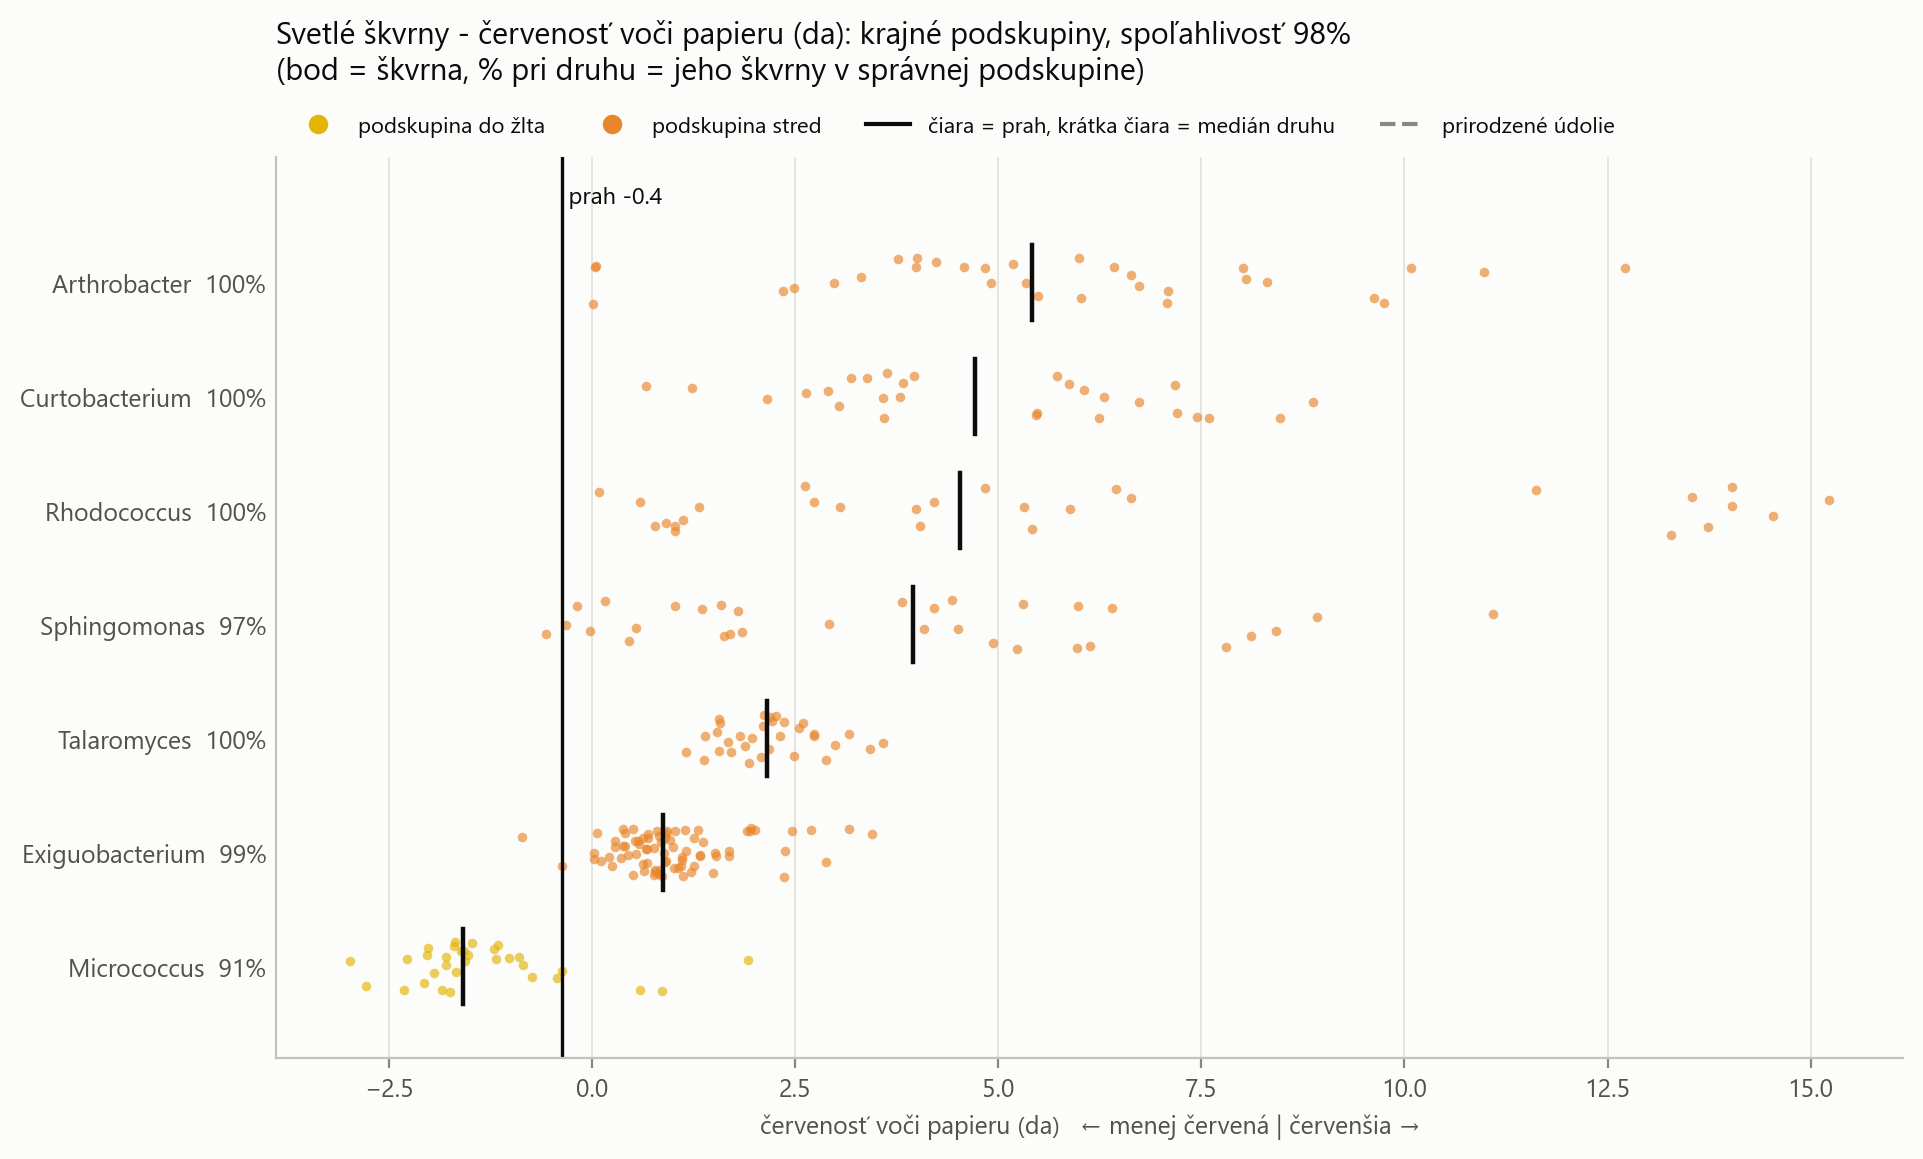 Svetlé škvrny - červenosť voči papieru (da): krajné podskupiny, spoľahlivosť 98%
(bod = škvrna, % pri druhu = jeho škvrny v správnej podskupine)
podskupina do žlta
podskupina stred
čiara = prah, krátka čiara = medián druhu
prirodzené údolie
prah -0.4
Arthrobacter 100%
Curtobacterium 100%
Rhodococcus 100%
Sphingomonas 97%
Talaromyces 100%
Exiguobacterium 99%
Micrococcus 91%
−2.5 0.0 2.5 5.0 7.5 10.0 12.5 15.0
červenosť voči papieru (da) ← menej červená | červenšia →